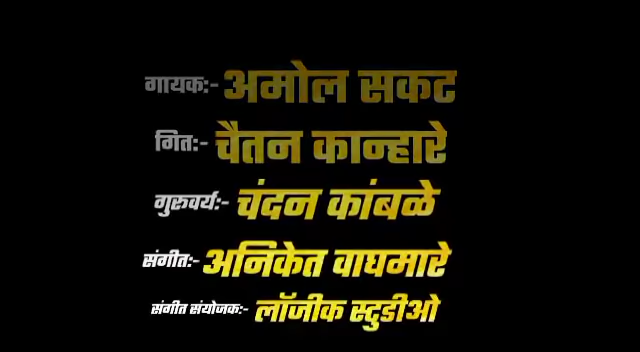 गायक:- अमोल सकट
गित:- चैतन कान्हारे
गुरूवर्य:- चंदन कांबळे
संगीत:- अनिकेत वाघमारे
संगीत संयोजक:- लॉजीक स्टुडीओ